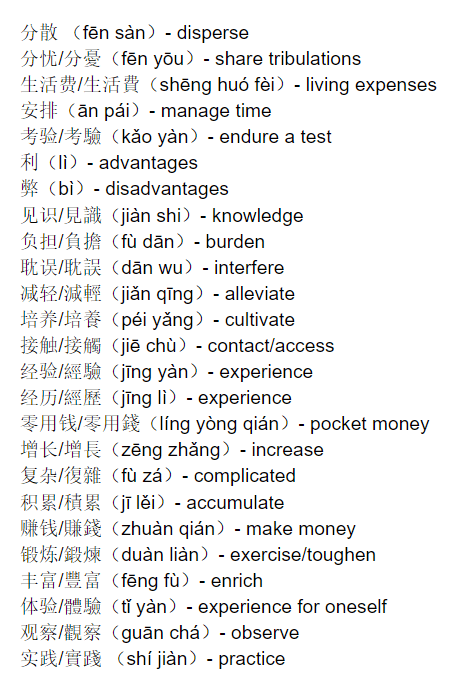 分散 （fēn sàn）- disperse
分忧/分憂（fēn yōu）- share tribulations
生活费/生活費（shēng huó fèi）- living expenses
安排（ān pái）- manage time
考验/考驗（kǎo yàn）- endure a test
利（lì）- advantages
弊（bì）- disadvantages
见识/見識（jiàn shi）- knowledge
负担/負擔（fù dān）- burden
耽误/耽誤（dān wu）- interfere
减轻/減輕（jiǎn qīng）- alleviate
培养/培養（péi yǎng）- cultivate
接触/接觸（jiē chù）- contact/access
经验/經驗（jīng yàn）- experience
经历/經歷（jīng lì）- experience
零用钱/零用錢（líng yòng qián）- pocket money
增长/增長（zēng zhǎng）- increase
复杂/復雜（fù zá）- complicated
积累/積累（jī lěi）- accumulate
赚钱/賺錢（zhuàn qián）- make money
锻炼/鍛煉（duàn liàn）- exercise/toughen
丰富/豐富（fēng fù）- enrich
体验/體驗（tǐ yàn）- experience for oneself
观察/觀察（guān chá）- observe
实践/實踐 （shí jiàn）- practice